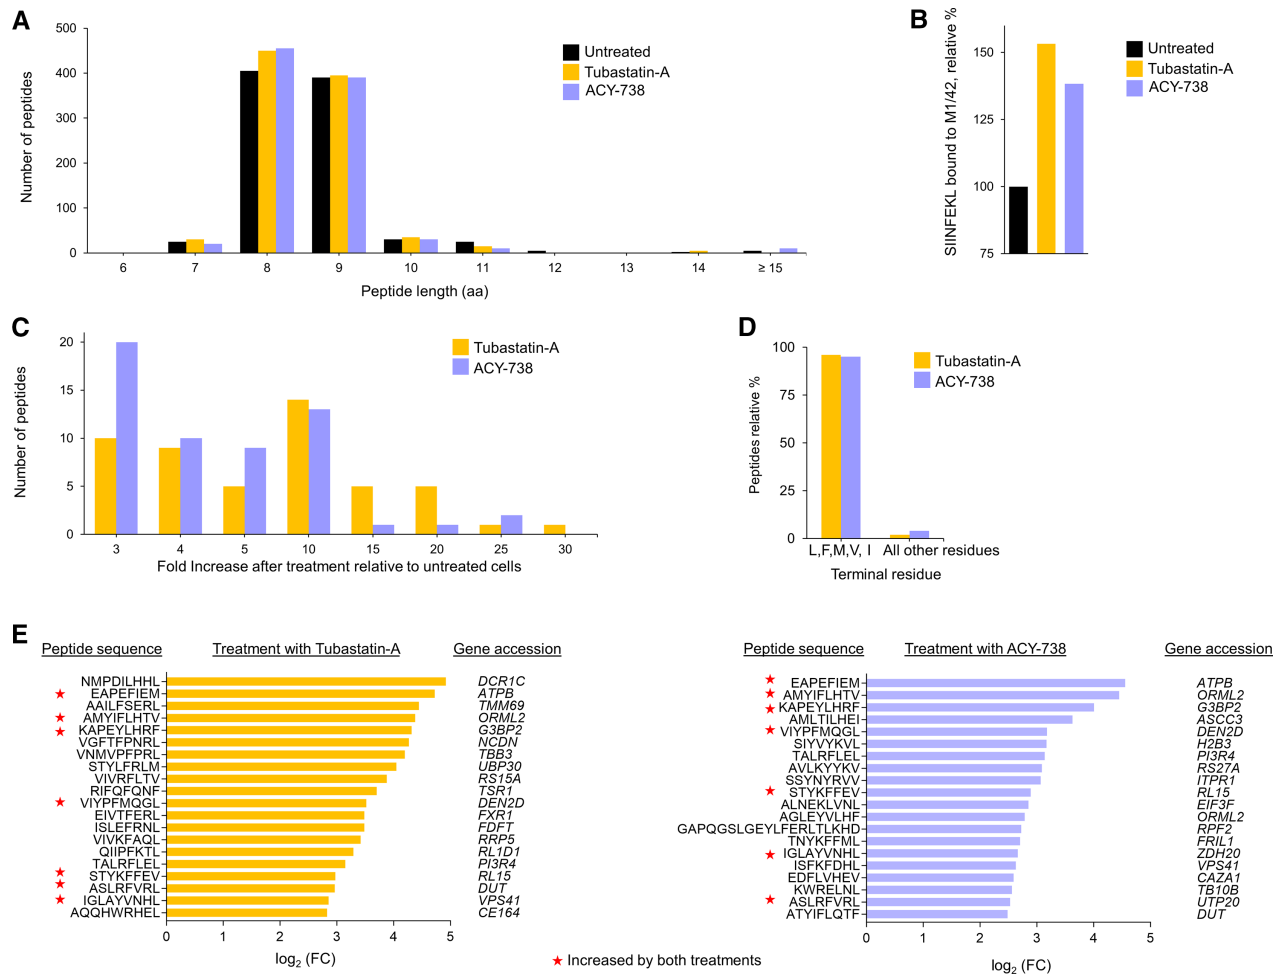 A
Number of peptides
500
400
300
200
100
0
6 7 8 9 10 11 12 13 14 ≥ 15
Peptide length (aa)
Untreated
Tubastatin-A
ACY-738
B
SIINFEKL bound to M1/42, relative %
150
125
100
75
Untreated
Tubastatin-A
ACY-738
C
Number of peptides
20
15
10
5
0
3 4 5 10 15 20 25 30
Fold Increase after treatment relative to untreated cells
Tubastatin-A
ACY-738
D
Peptides relative %
100
75
50
25
0
L,F,M,V, I All other residues
Terminal residue
Tubastatin-A
ACY-738
E
Peptide sequence Treatment with Tubastatin-A Gene accession
NMPDILHHL DCR1C
EAPEFIEM ATPB
AAILFSERL TMM69
AMYIFLHTV ORML2
KAPEYLHRF G3BP2
VGFTFPNRL NCDN
VNMVPFPRL TBB3
STYLFRLM UBP30
VIVRFLTV RS15A
RIFQFQNF TSR1
VIYPFMQGL DEN2D
EIVTFERL FXR1
ISLEFRNL FDFT
VIVKFAQL RRP5
QIIPFKTL RL1D1
TALRFLEL PI3R4
STYKFFEV RL15
ASLRFVRL DUT
IGLAYVNHL VPS41
AQQHWRHEL CE164
0 1 2 3 4 5
log2 (FC)
Peptide sequence Treatment with ACY-738 Gene accession
EAPEFIEM ATPB
AMYIFLHTV ORML2
KAPEYLHRF G3BP2
AMLTILHEI ASCC3
VIYPFMQGL DEN2D
SIYVYKVL H2B3
TALRFLEL PI3R4
AVLKYYKV RS27A
SSYNYRVV ITPR1
STYKFFEV RL15
ALNEKLVNL EIF3F
AGLEYVLHF ORML2
GAPQGSLGEYLFERLTLKHD RPF2
TNYKFFML FRIL1
IGLAYVNHL ZDH20
ISFKFDHL VPS41
EDFLVHEV CAZA1
KWRELNL TB10B
ASLRFVRL UTP20
ATYIFLQTF DUT
0 1 2 3 4 5
log2 (FC)
★ Increased by both treatments